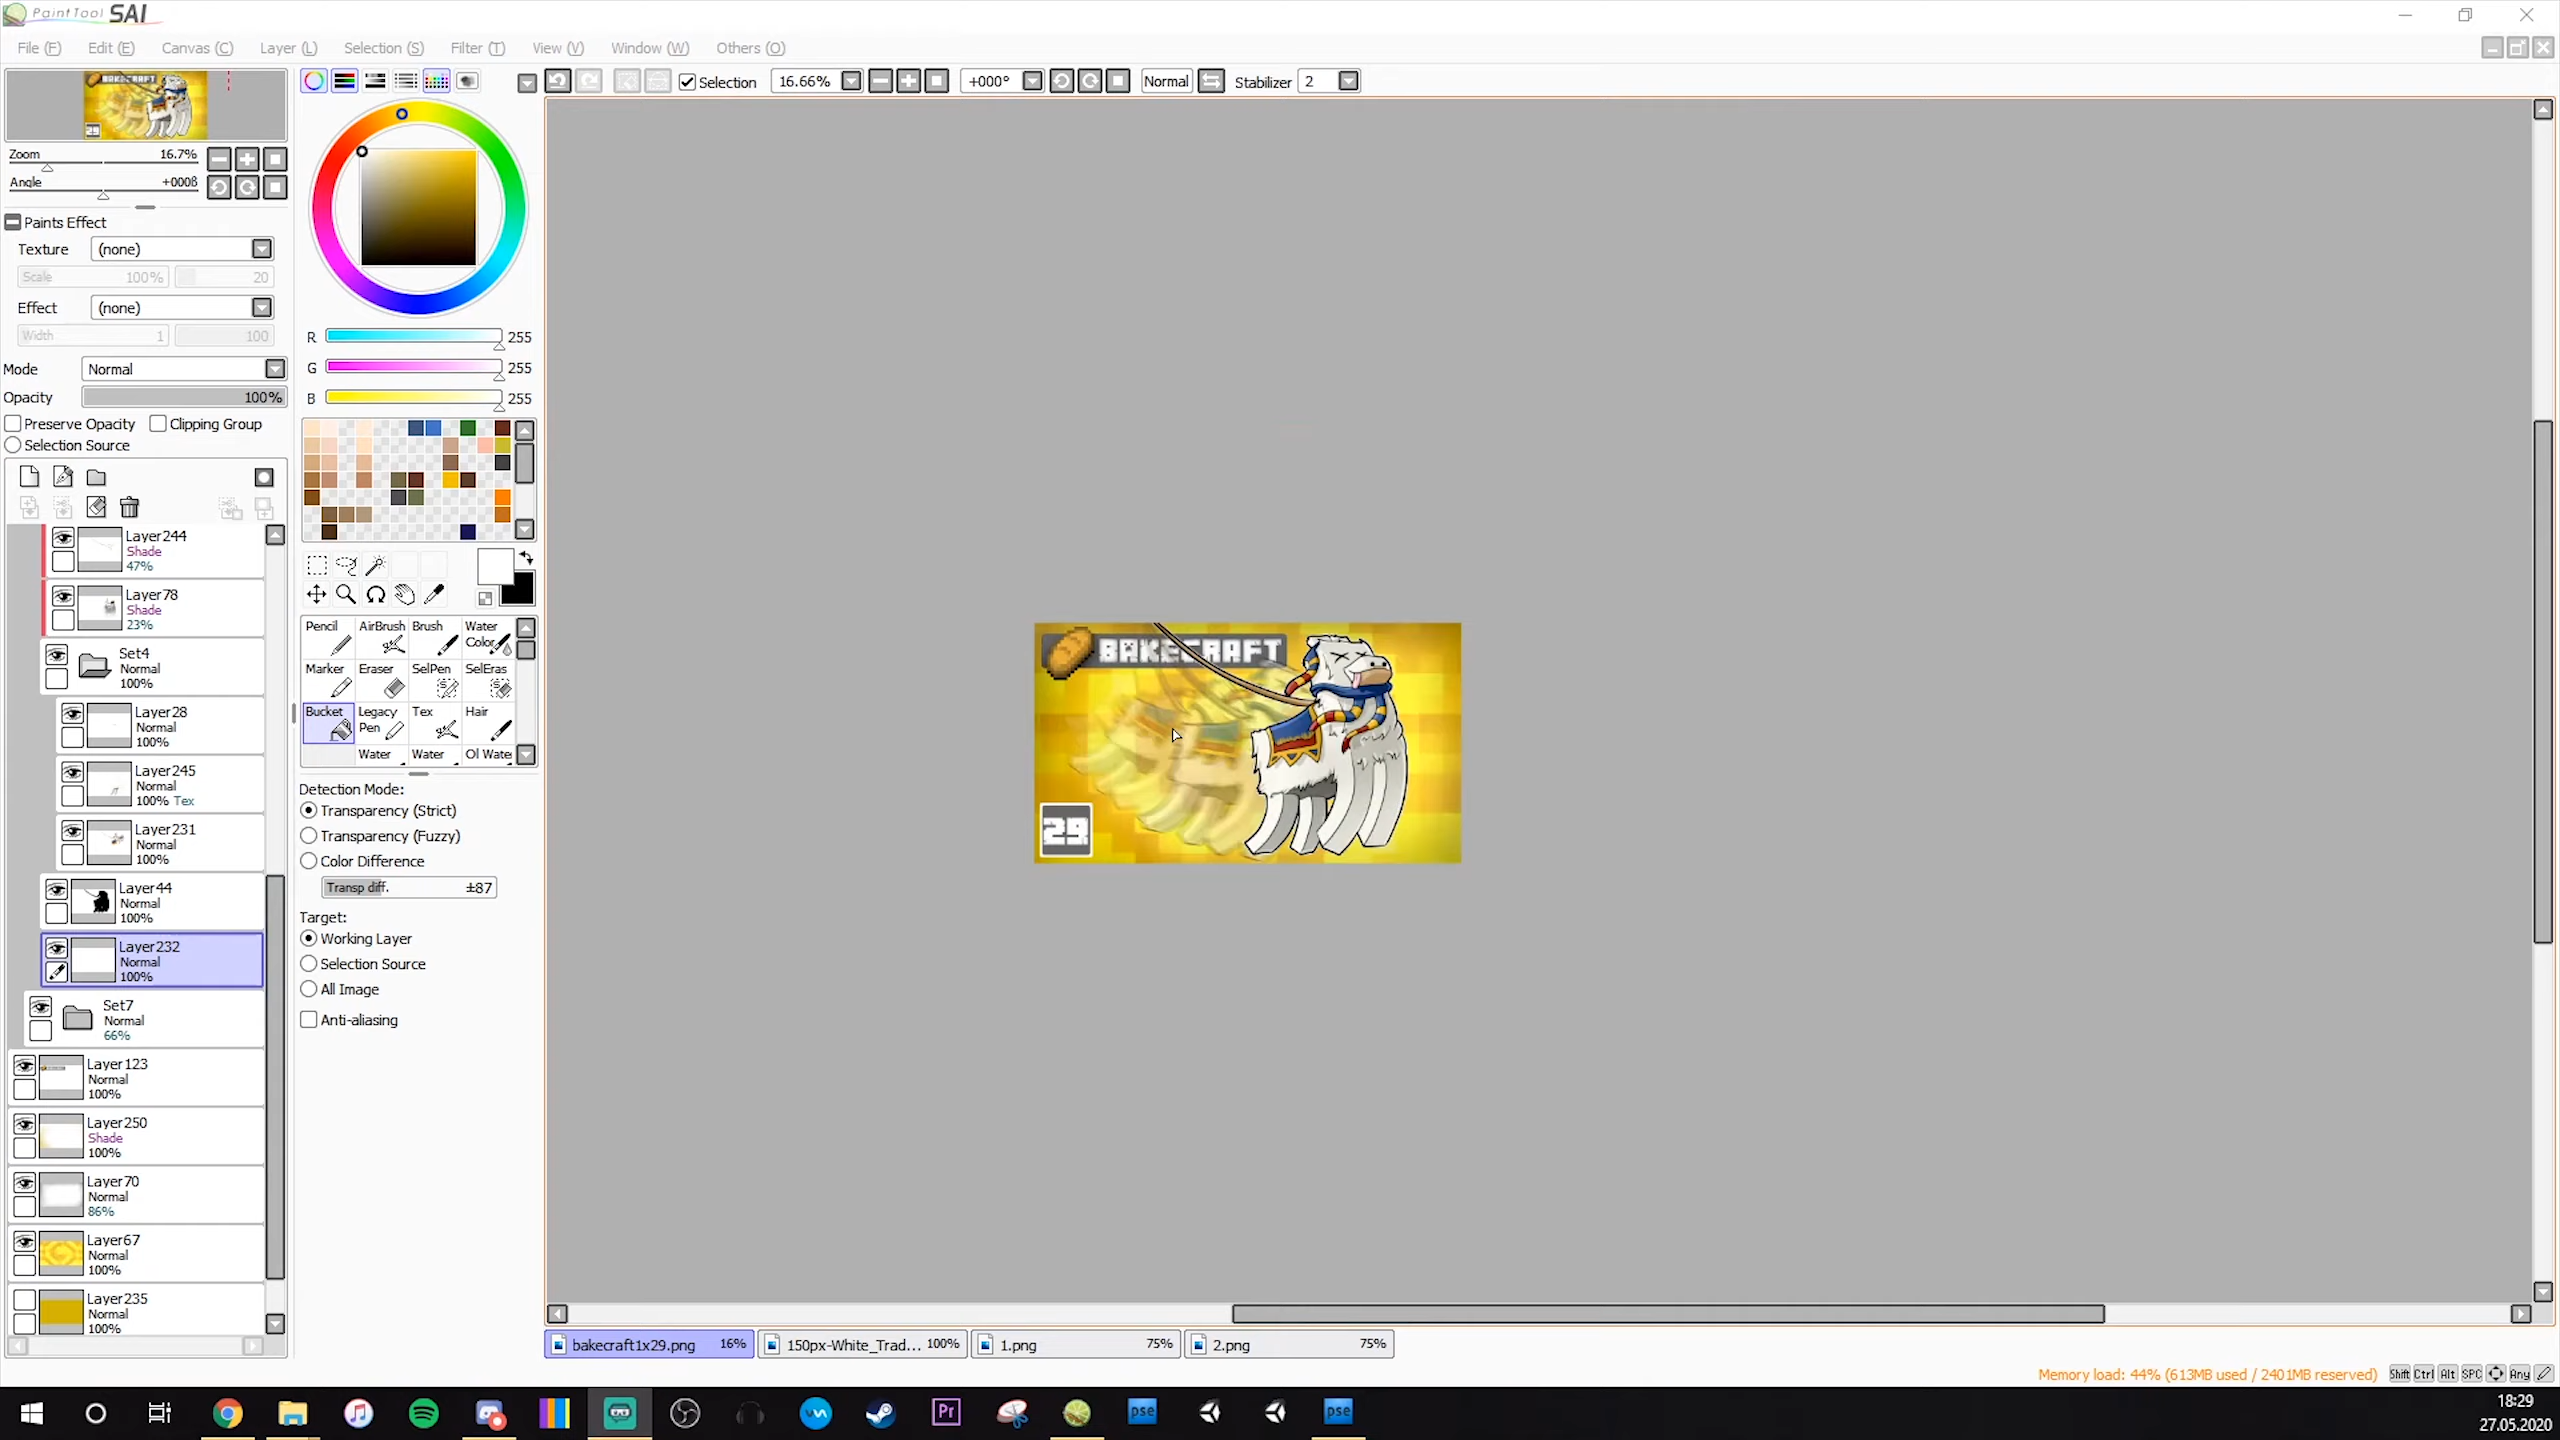 PaintTool SAI
File (F) Edit (E) Canvas (C) Layer (L) Selection (S) Filter (T) View (V) Window (W) Others (O)
Selection 16.66% +000° Normal Stabilizer 2
BAKECRAFT
29
Zoom 16.7%
Angle +000ß
Paints Effect
Texture (none)
Scale 100% 20
Effect (none)
Width 1 100
Mode Normal
Opacity 100%
Preserve Opacity Clipping Group
Selection Source
Layer244
Shade
47%
Layer78
Shade
23%
Set4
Normal
100%
Layer28
Normal
100%
Layer245
Normal
100% Tex
Layer231
Normal
100%
Layer44
Normal
100%
Layer232
Normal
100%
Set7
Normal
66%
Layer123
Normal
100%
Layer250
Shade
100%
Layer70
Normal
86%
Layer67
Normal
100%
Layer235
Normal
100%
R 255
G 255
B 255
Pencil AirBrush Brush Water Color
Marker Eraser SelPen SelEras
Bucket Legacy Pen Tex Hair
Water Water Ol Wate
Detection Mode:
Transparency (Strict)
Transparency (Fuzzy)
Color Difference
Transp diff. ±87
Target:
Working Layer
Selection Source
All Image
Anti-aliasing
BAKECRAFT
29
bakecraft1x29.png 16% 150px-White_Trad... 100% 1.png 75% 2.png 75%
Memory load: 44% (613MB used / 2401MB reserved) Shift Ctrl Alt SPC Any
Pr pse pse
18:29
27.05.2020